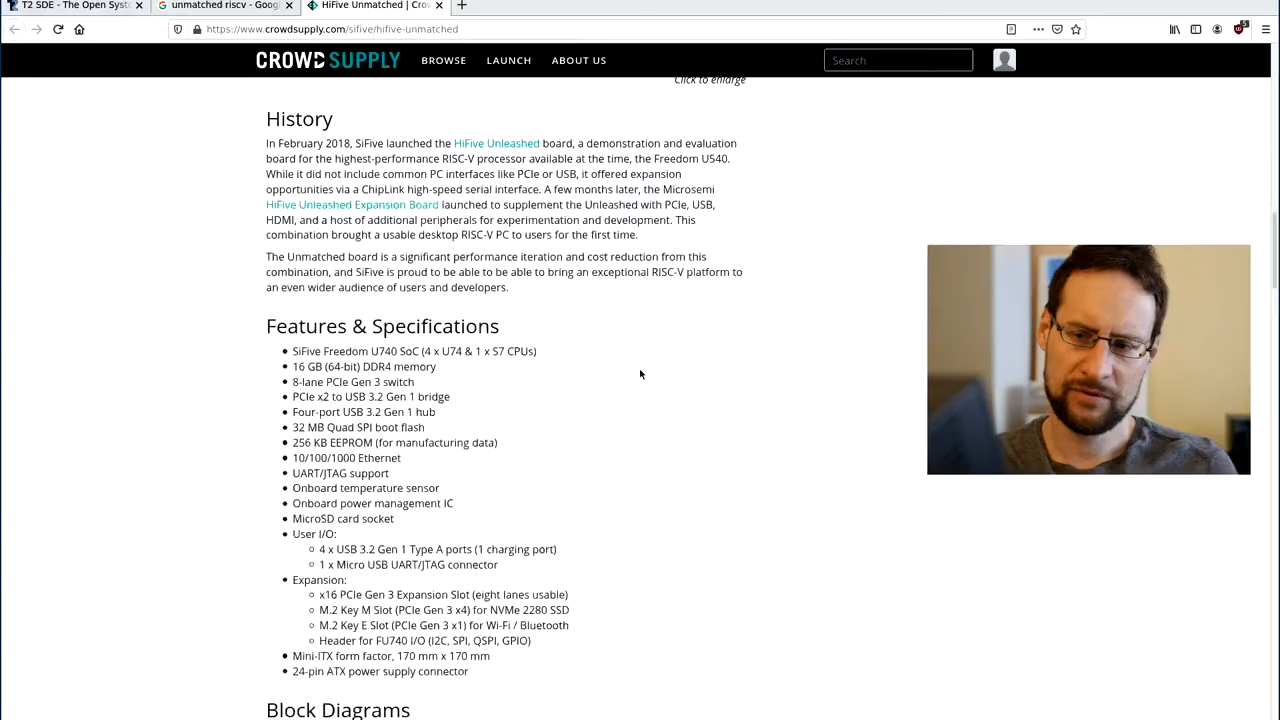 T2 SDE - The Open Syst
unmatched riscv - Goog
HiFive Unmatched | Crow
https://www.crowdsupply.com/sifive/hifive-unmatched
CROWD SUPPLY
BROWSE
LAUNCH
ABOUT US
Search
Click to enlarge
History
In February 2018, SiFive launched the HiFive Unleashed board, a demonstration and evaluation
board for the highest-performance RISC-V processor available at the time, the Freedom U540.
While it did not include common PC interfaces like PCIe or USB, it offered expansion
opportunities via a ChipLink high-speed serial interface. A few months later, the Microsemi
HiFive Unleashed Expansion Board launched to supplement the Unleashed with PCIe, USB,
HDMI, and a host of additional peripherals for experimentation and development. This
combination brought a usable desktop RISC-V PC to users for the first time.
The Unmatched board is a significant performance iteration and cost reduction from this
combination, and SiFive is proud to be able to be able to bring an exceptional RISC-V platform to
an even wider audience of users and developers.
Features & Specifications
SiFive Freedom U740 SoC (4 x U74 & 1 x S7 CPUs)
16 GB (64-bit) DDR4 memory
8-lane PCIe Gen 3 switch
PCIe x2 to USB 3.2 Gen 1 bridge
Four-port USB 3.2 Gen 1 hub
32 MB Quad SPI boot flash
256 KB EEPROM (for manufacturing data)
10/100/1000 Ethernet
UART/JTAG support
Onboard temperature sensor
Onboard power management IC
MicroSD card socket
User I/O:
4 x USB 3.2 Gen 1 Type A ports (1 charging port)
1 x Micro USB UART/JTAG connector
Expansion:
x16 PCIe Gen 3 Expansion Slot (eight lanes usable)
M.2 Key M Slot (PCIe Gen 3 x4) for NVMe 2280 SSD
M.2 Key E Slot (PCIe Gen 3 x1) for Wi-Fi / Bluetooth
Header for FU740 I/O (I2C, SPI, QSPI, GPIO)
Mini-ITX form factor, 170 mm x 170 mm
24-pin ATX power supply connector
Block Diagrams